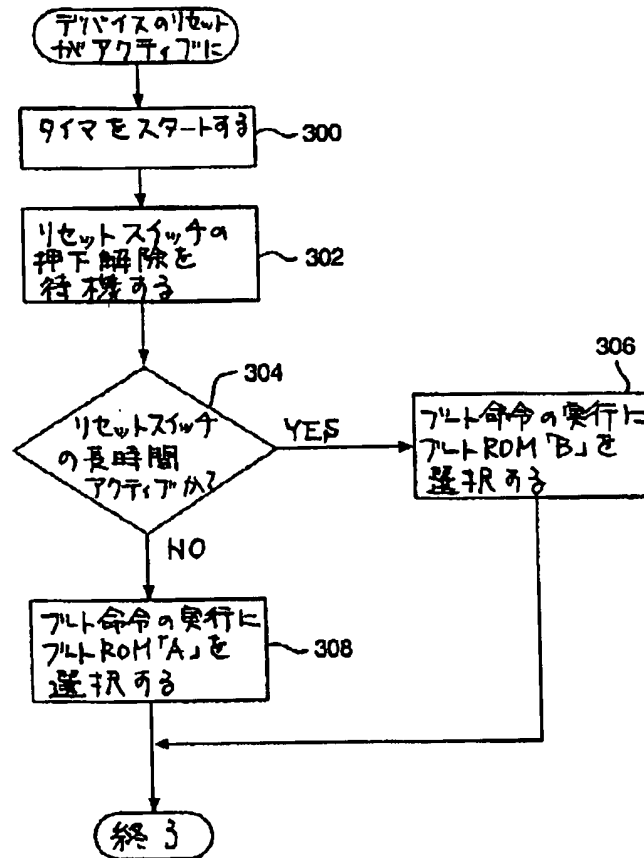 デバイスのリセット
がアクティブに
タイマをスタートする
300
リセットスイッチの
押下解除を
待機する
302
304
リセットスイッチ
の長時間
アクティブか?
YES
306
ブート命令の実行に
ブートROM「B」を
選択する
NO
ブート命令の実行に
ブートROM「A」を
選択する
308
終了